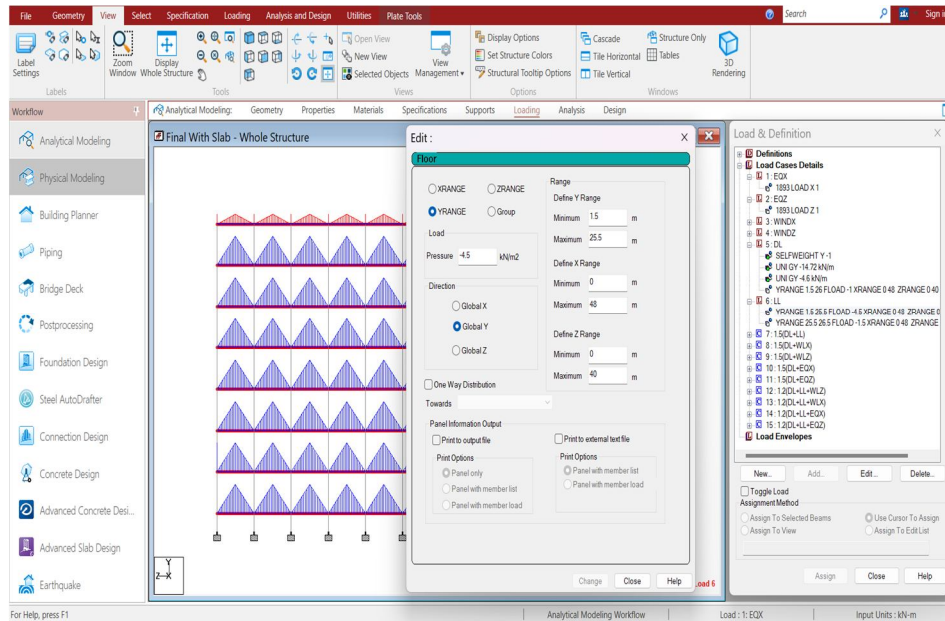 File Geometry View Select Specification Loading Analysis and Design Utilities Plate Tools Search Sign in
Label Settings
Zoom Window
Display Whole Structure
Open View
New View
Selected Objects
View Management
Display Options
Set Structure Colors
Structural Tooltip Options
Cascade
Tile Horizontal
Tile Vertical
Structure Only
Tables
3D Rendering
Labels Tools Views Options Windows
Workflow
Analytical Modeling
Physical Modeling
Building Planner
Piping
Bridge Deck
Postprocessing
Foundation Design
Steel AutoDrafter
Connection Design
Concrete Design
Advanced Concrete Desi...
Advanced Slab Design
Earthquake
Analytical Modeling: Geometry Properties Materials Specifications Supports Loading Analysis Design
Final With Slab - Whole Structure
Y
Z X
Load 6
Edit :
Floor
XRANGE ZRANGE
YRANGE Group
Load
Pressure -4.5 kN/m2
Direction
Global X
Global Y
Global Z
One Way Distribution
Towards
Range
Define Y Range
Minimum 1.5 m
Maximum 25.5 m
Define X Range
Minimum 0 m
Maximum 48 m
Define Z Range
Minimum 0 m
Maximum 40 m
Panel Information Output
Print to output file
Print Options
Panel only
Panel with member list
Panel with member load
Print to external text file
Print Options
Panel with member list
Panel with member load
Change Close Help
Load & Definition
Definitions
Load Cases Details
1: EQX
1893 LOAD X 1
2: EQZ
1893 LOAD Z 1
3: WINDX
4: WINDZ
5: DL
SELFWEIGHT Y -1
UNI GY -14.72 kN/m
UNI GY -4.6 kN/m
YRANGE 1.5 26 FLOAD -1 XRANGE 0 48 ZRANGE 0 40
6: LL
YRANGE 1.5 25.5 FLOAD -4.5 XRANGE 0 48 ZRANGE 0
YRANGE 25.5 26.5 FLOAD -1.5 XRANGE 0 48 ZRANGE
7: 1.5(DL+LL)
8: 1.5(DL+WLX)
9: 1.5(DL+WLZ)
10: 1.5(DL+EQX)
11: 1.5(DL+EQZ)
12: 1.2(DL+LL+WLZ)
13: 1.2(DL+LL+WLX)
14: 1.2(DL+LL+EQX)
15: 1.2(DL+LL+EQZ)
Load Envelopes
New... Add... Edit... Delete...
Toggle Load
Assignment Method
Assign To Selected Beams Use Cursor To Assign
Assign To View Assign To Edit List
Assign Close Help
For Help, press F1 Analytical Modeling Workflow Load : 1: EQX Input Units : kN-m